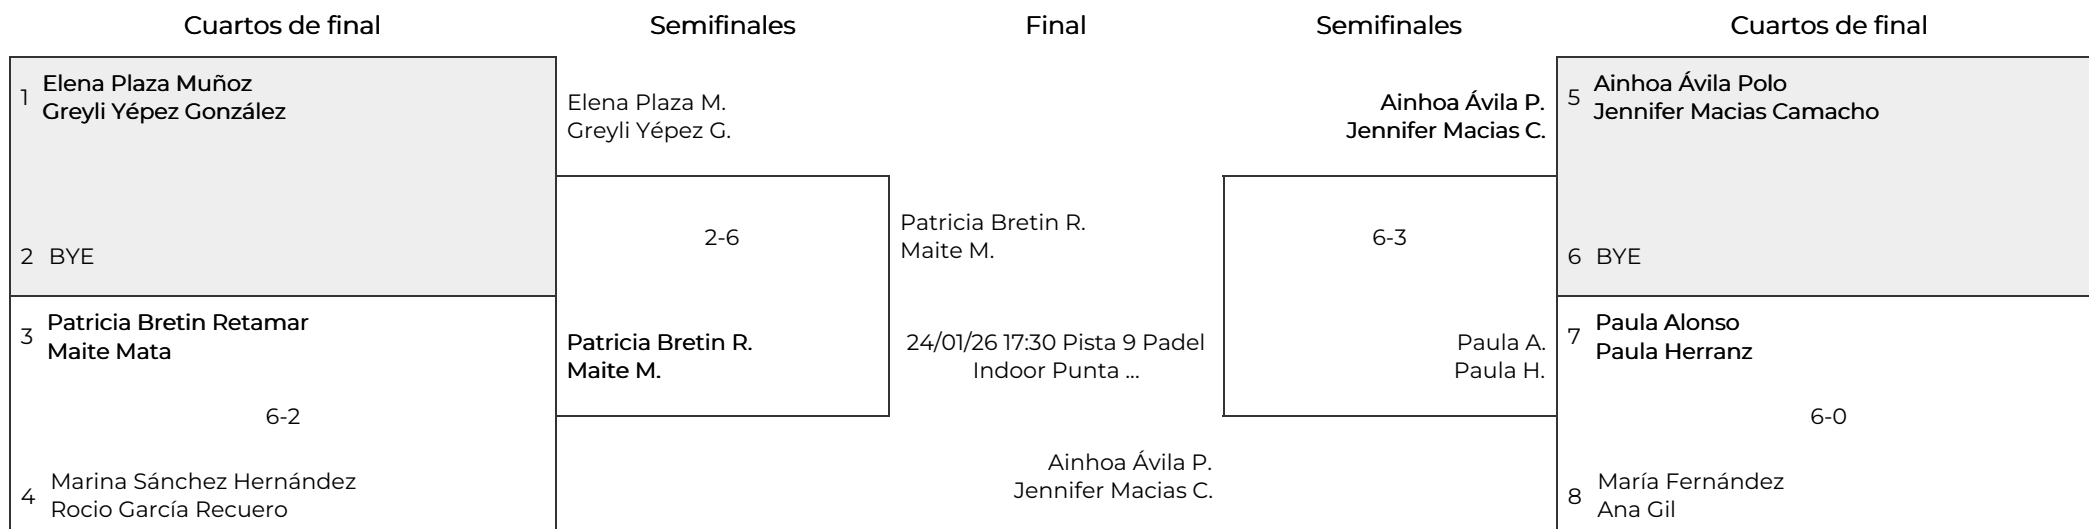 Cuartos de final
Semifinales
Final
Semifinales
Cuartos de final
1
Elena Plaza Muñoz
Greyli Yépez González
2 BYE
3
Patricia Bretin Retamar
Maite Mata
6-2
4
Marina Sánchez Hernández
Rocio García Recuero
Elena Plaza M.
Greyli Yépez G.
2-6
Patricia Bretin R.
Maite M.
Patricia Bretin R.
Maite M.
24/01/26 17:30 Pista 9 Padel
Indoor Punta ...
Ainhoa Ávila P.
Jennifer Macias C.
Ainhoa Ávila P.
Jennifer Macias C.
6-3
Paula A.
Paula H.
5
Ainhoa Ávila Polo
Jennifer Macias Camacho
6 BYE
7
Paula Alonso
Paula Herranz
6-0
8
María Fernández
Ana Gil